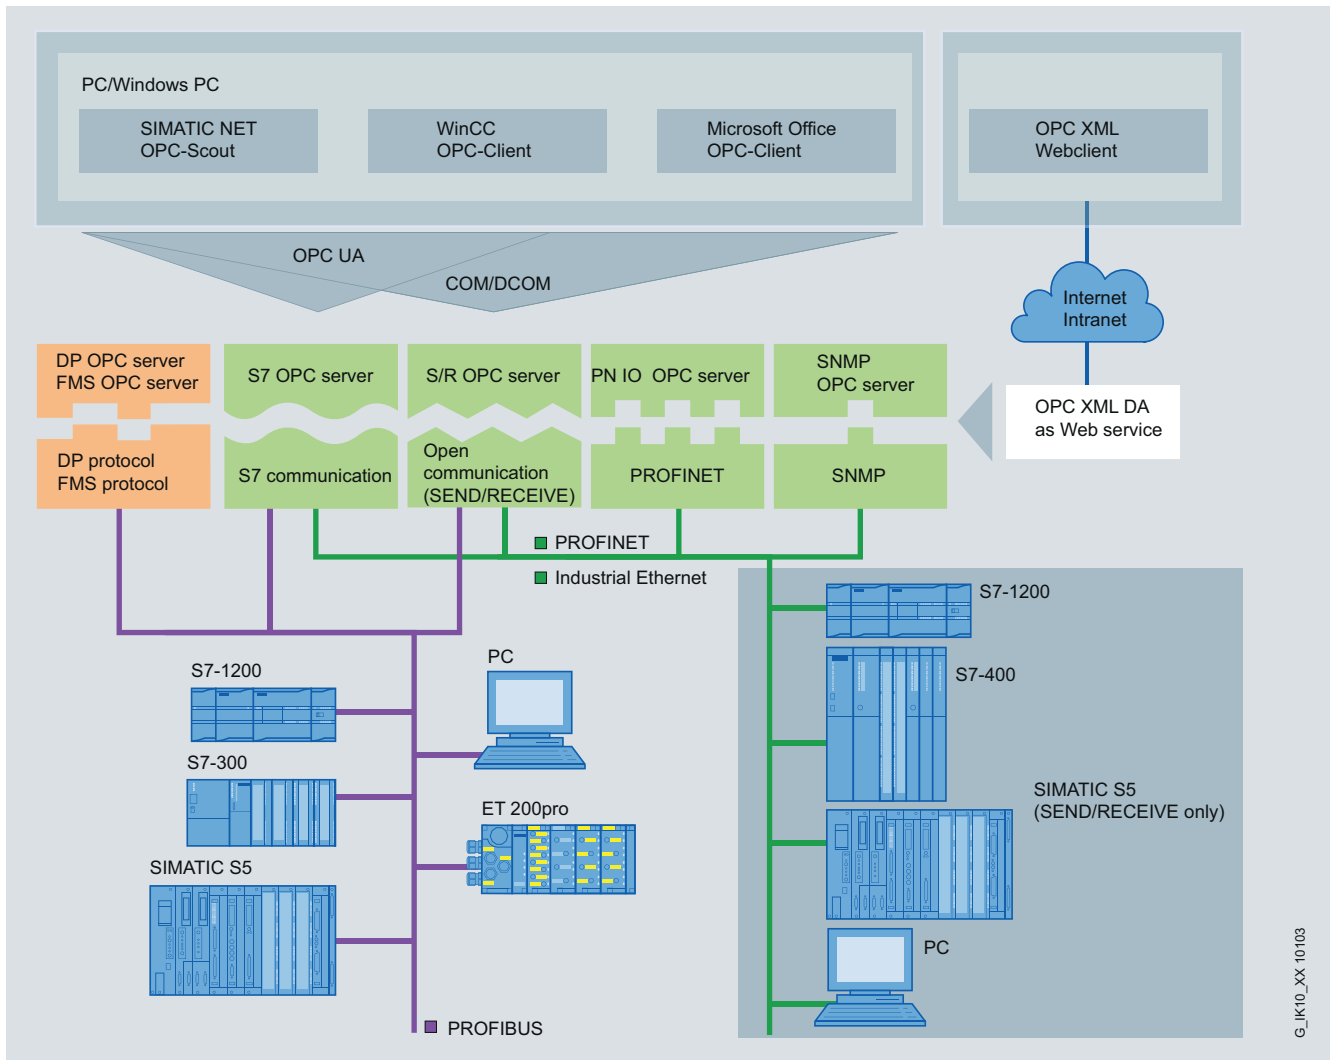 PC/Windows PC
SIMATIC NET
OPC-Scout
WinCC
OPC-Client
Microsoft Office
OPC-Client
OPC XML
Webclient
OPC UA
COM/DCOM
Internet
Intranet
DP OPC server
FMS OPC server
S7 OPC server
S/R OPC server
PN IO OPC server
SNMP
OPC server
OPC XML DA
as Web service
DP protocol
FMS protocol
S7 communication
Open
communication
(SEND/RECEIVE)
PROFINET
SNMP
PROFINET
Industrial Ethernet
S7-1200
S7-400
SIMATIC S5
(SEND/RECEIVE only)
PC
S7-1200
PC
S7-300
ET 200pro
SIMATIC S5
PROFIBUS
G_IK10_XX 10103